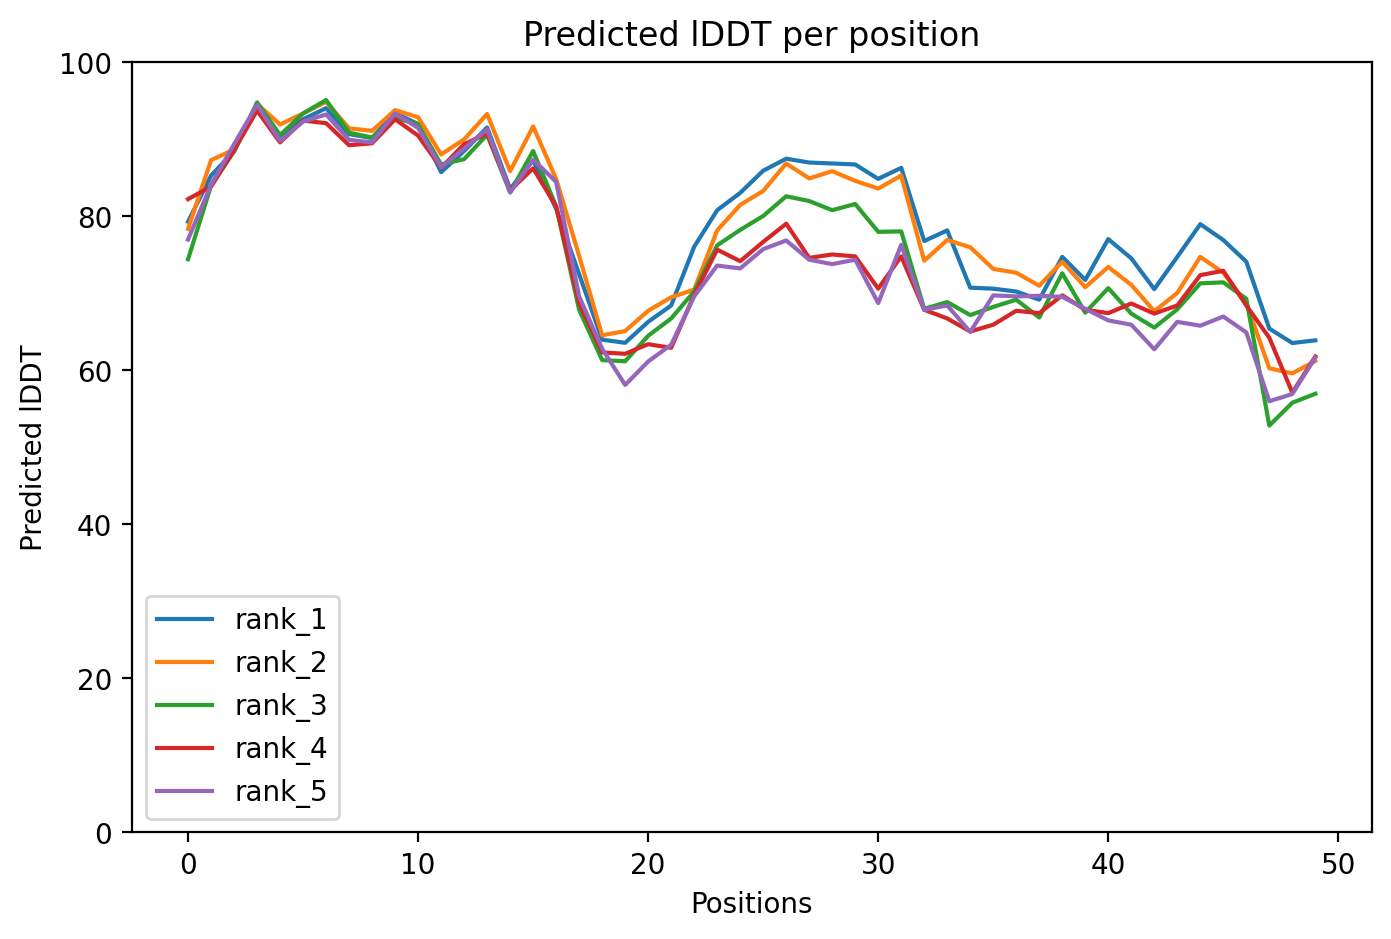 Predicted lDDT per position
100
80
60
40
20
0
Predicted lDDT
rank_1
rank_2
rank_3
rank_4
rank_5
0 10 20 30 40 50
Positions